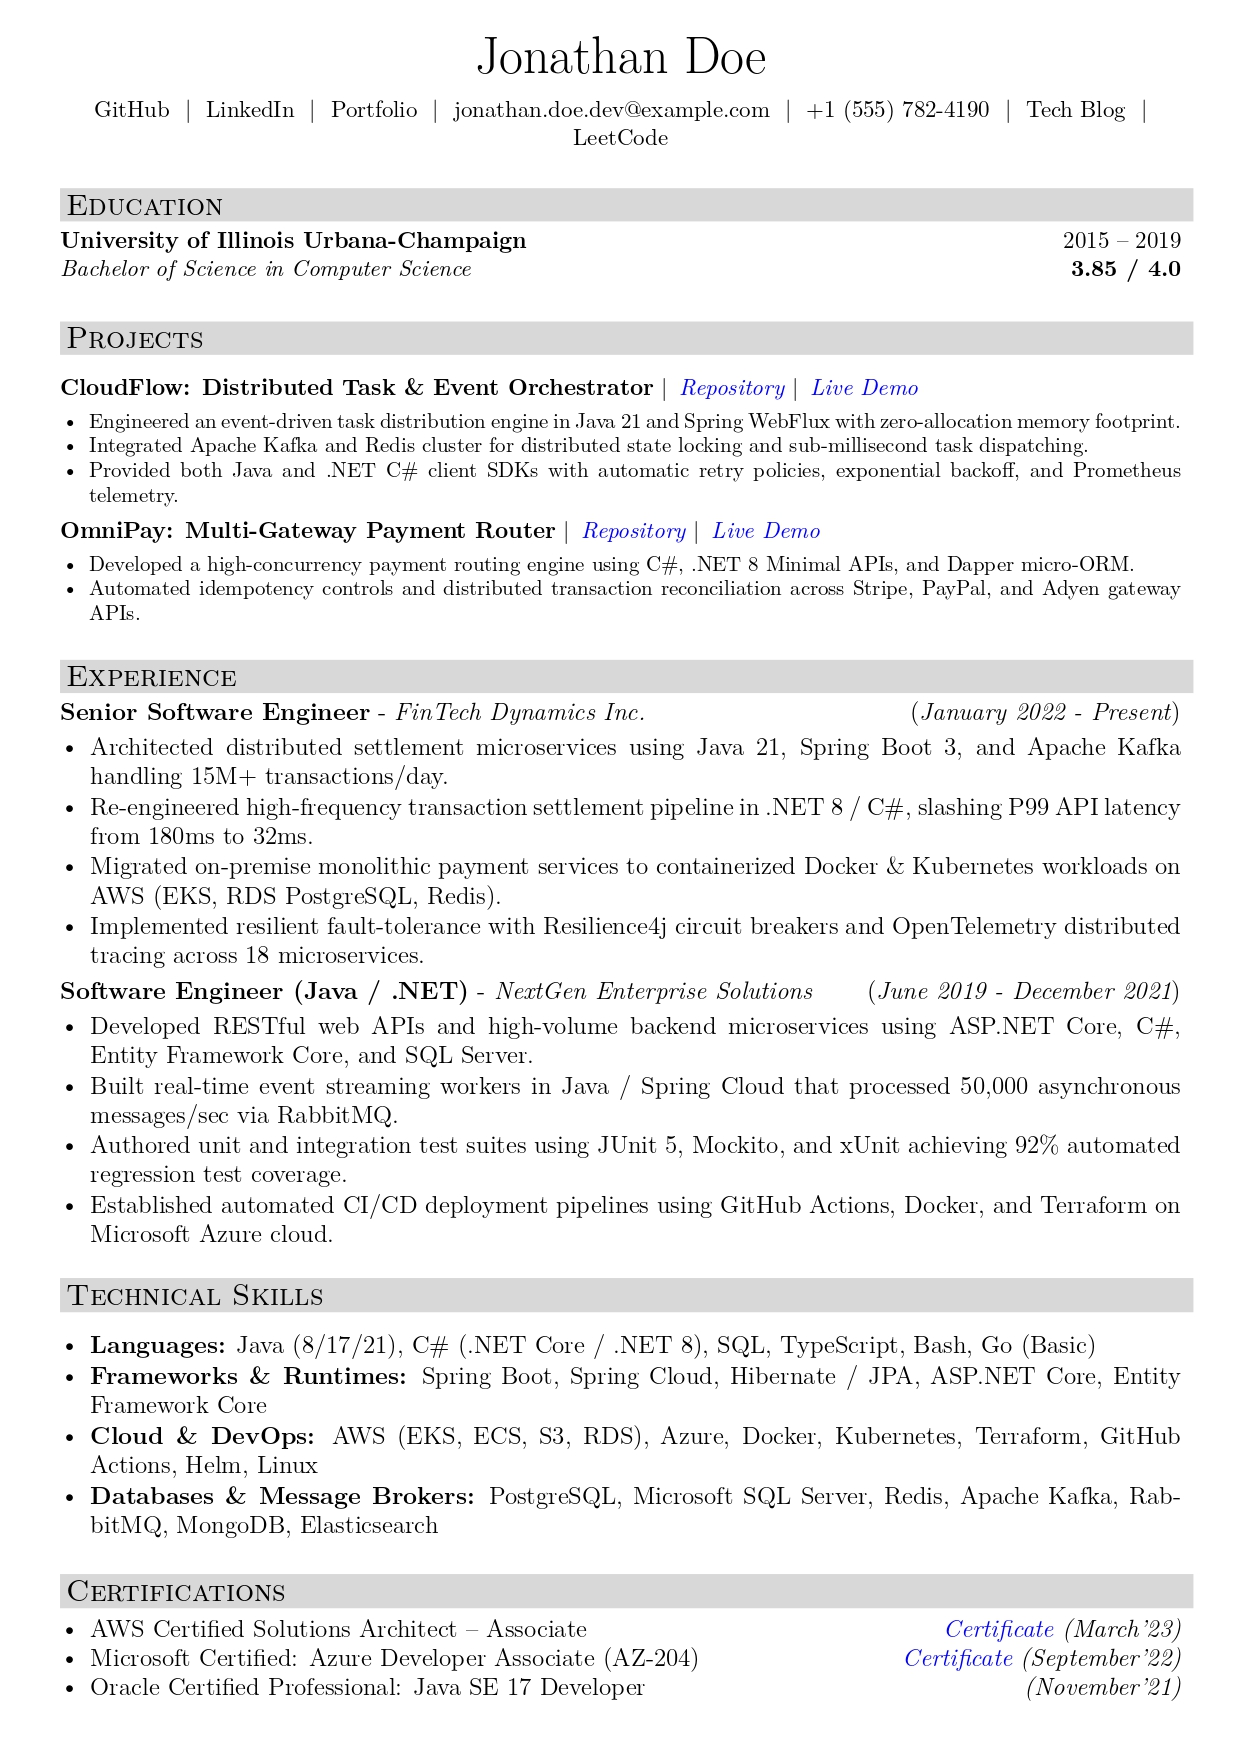 Jonathan Doe
GitHub | LinkedIn | Portfolio | jonathan.doe.dev@example.com | +1 (555) 782-4190 | Tech Blog |
LeetCode
Education
University of Illinois Urbana-Champaign 2015 – 2019
Bachelor of Science in Computer Science 3.85 / 4.0
Projects
CloudFlow: Distributed Task & Event Orchestrator | Repository | Live Demo
• Engineered an event-driven task distribution engine in Java 21 and Spring WebFlux with zero-allocation memory footprint.
• Integrated Apache Kafka and Redis cluster for distributed state locking and sub-millisecond task dispatching.
• Provided both Java and .NET C# client SDKs with automatic retry policies, exponential backoff, and Prometheus
telemetry.
OmniPay: Multi-Gateway Payment Router | Repository | Live Demo
• Developed a high-concurrency payment routing engine using C#, .NET 8 Minimal APIs, and Dapper micro-ORM.
• Automated idempotency controls and distributed transaction reconciliation across Stripe, PayPal, and Adyen gateway
APIs.
Experience
Senior Software Engineer - FinTech Dynamics Inc. (January 2022 - Present)
• Architected distributed settlement microservices using Java 21, Spring Boot 3, and Apache Kafka
handling 15M+ transactions/day.
• Re-engineered high-frequency transaction settlement pipeline in .NET 8 / C#, slashing P99 API latency
from 180ms to 32ms.
• Migrated on-premise monolithic payment services to containerized Docker & Kubernetes workloads on
AWS (EKS, RDS PostgreSQL, Redis).
• Implemented resilient fault-tolerance with Resilience4j circuit breakers and OpenTelemetry distributed
tracing across 18 microservices.
Software Engineer (Java / .NET) - NextGen Enterprise Solutions (June 2019 - December 2021)
• Developed RESTful web APIs and high-volume backend microservices using ASP.NET Core, C#,
Entity Framework Core, and SQL Server.
• Built real-time event streaming workers in Java / Spring Cloud that processed 50,000 asynchronous
messages/sec via RabbitMQ.
• Authored unit and integration test suites using JUnit 5, Mockito, and xUnit achieving 92% automated
regression test coverage.
• Established automated CI/CD deployment pipelines using GitHub Actions, Docker, and Terraform on
Microsoft Azure cloud.
Technical Skills
• Languages: Java (8/17/21), C# (.NET Core / .NET 8), SQL, TypeScript, Bash, Go (Basic)
• Frameworks & Runtimes: Spring Boot, Spring Cloud, Hibernate / JPA, ASP.NET Core, Entity
Framework Core
• Cloud & DevOps: AWS (EKS, ECS, S3, RDS), Azure, Docker, Kubernetes, Terraform, GitHub
Actions, Helm, Linux
• Databases & Message Brokers: PostgreSQL, Microsoft SQL Server, Redis, Apache Kafka, Rab-
bitMQ, MongoDB, Elasticsearch
Certifications
• AWS Certified Solutions Architect – Associate Certificate (March'23)
• Microsoft Certified: Azure Developer Associate (AZ-204) Certificate (September'22)
• Oracle Certified Professional: Java SE 17 Developer (November'21)